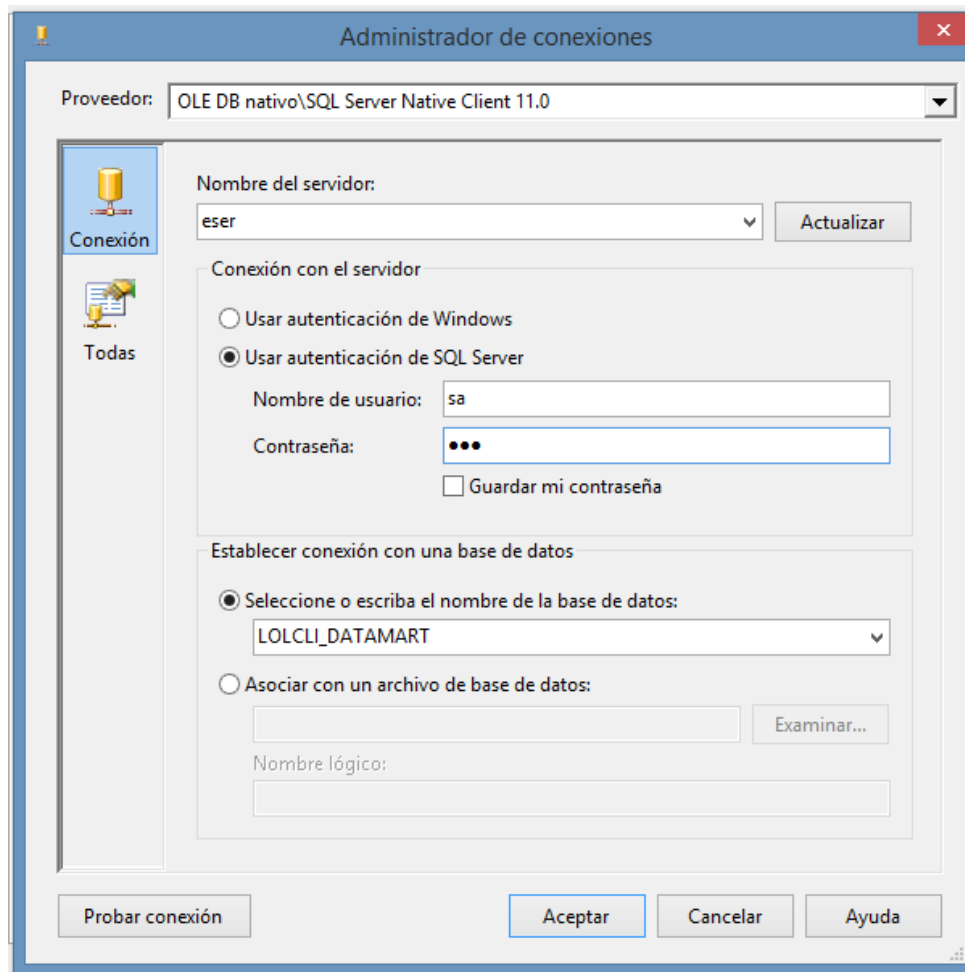 Administrador de conexiones
Proveedor: OLE DB nativo\SQL Server Native Client 11.0
Conexión
Todas
Nombre del servidor:
eser Actualizar
Conexión con el servidor
Usar autenticación de Windows
Usar autenticación de SQL Server
Nombre de usuario: sa
Contraseña: •••
Guardar mi contraseña
Establecer conexión con una base de datos
Seleccione o escriba el nombre de la base de datos:
LOLCLI_DATAMART
Asociar con un archivo de base de datos:
Examinar...
Nombre lógico:
Probar conexión Aceptar Cancelar Ayuda